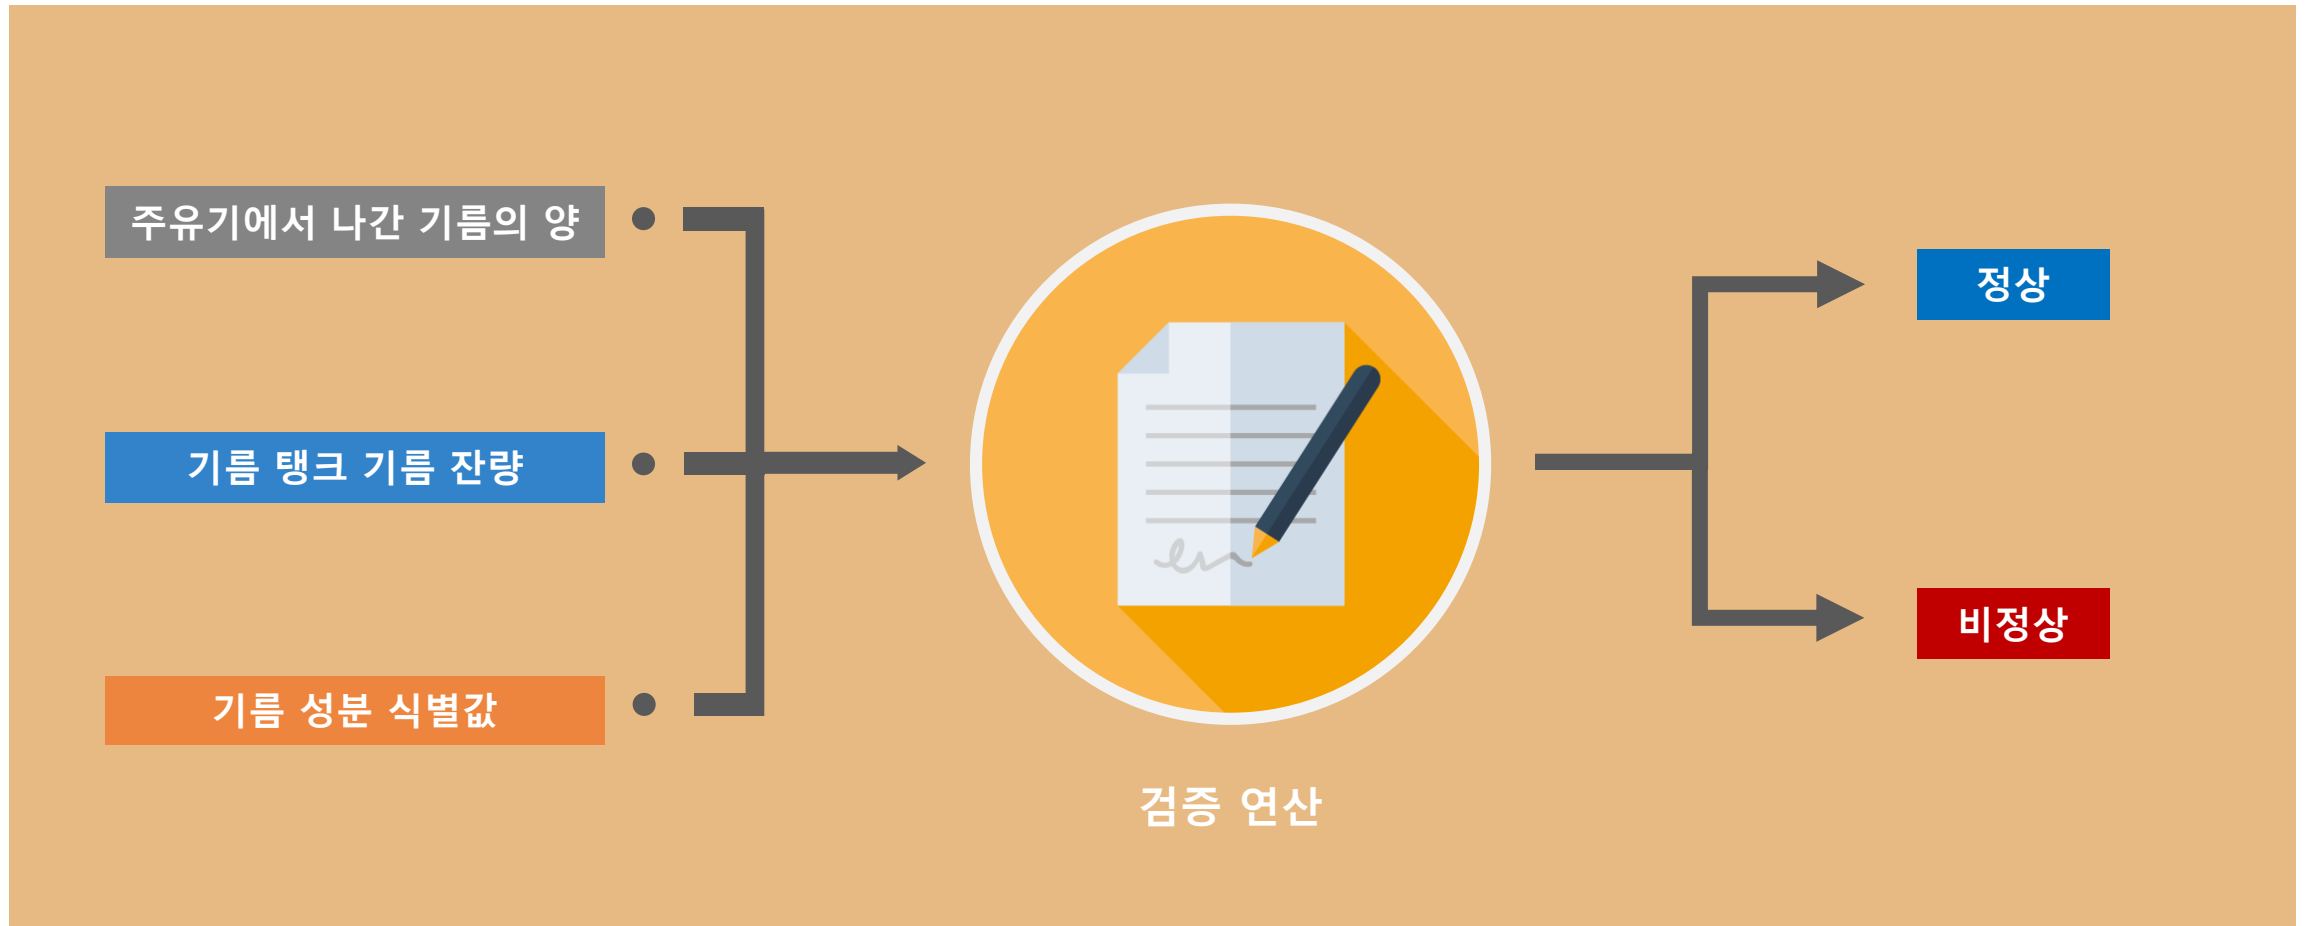 주유기에서 나간 기름의 양
기름 탱크 기름 잔량
기름 성분 식별값
검증 연산
정상
비정상